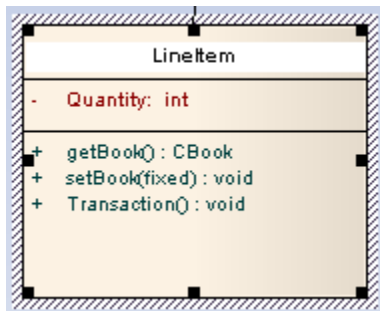 LineItem
- Quantity: int
+ getBook() : CBook
+ setBook(fixed) : void
+ Transaction() : void